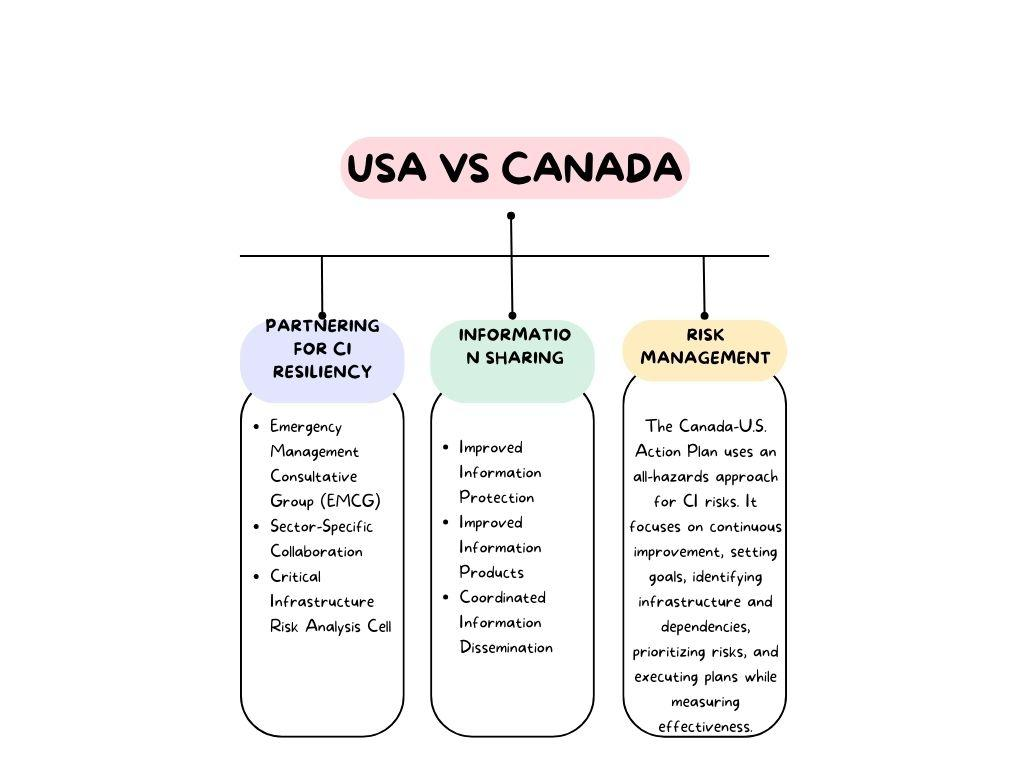 USA VS CANADA
PARTNERING
FOR CI
RESILIENCY
• Emergency
Management
Consultative
Group (EMCG)
• Sector-Specific
Collaboration
• Critical
Infrastructure
Risk Analysis Cell
INFORMATIO
N SHARING
• Improved
Information
Protection
• Improved
Information
Products
• Coordinated
Information
Dissemination
RISK
MANAGEMENT
The Canada-U.S.
Action Plan uses an
all-hazards approach
for CI risks. It
focuses on continuous
improvement, setting
goals, identifying
infrastructure and
dependencies,
prioritizing risks, and
executing plans while
measuring
effectiveness.